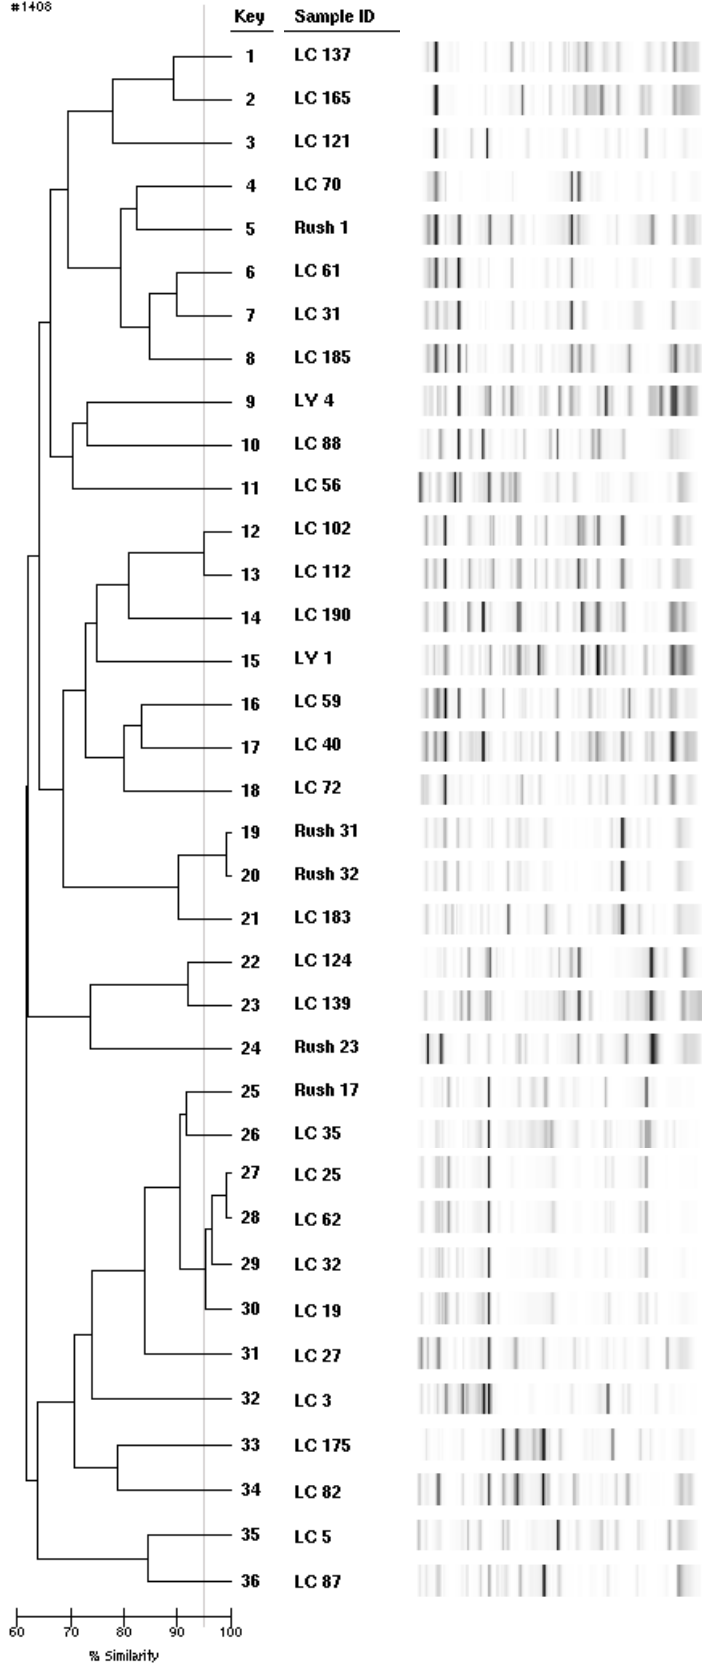 #1408
Key Sample ID
1 LC 137
2 LC 165
3 LC 121
4 LC 70
5 Rush 1
6 LC 61
7 LC 31
8 LC 185
9 LY 4
10 LC 88
11 LC 56
12 LC 102
13 LC 112
14 LC 190
15 LY 1
16 LC 59
17 LC 40
18 LC 72
19 Rush 31
20 Rush 32
21 LC 183
22 LC 124
23 LC 139
24 Rush 23
25 Rush 17
26 LC 35
27 LC 25
28 LC 62
29 LC 32
30 LC 19
31 LC 27
32 LC 3
33 LC 175
34 LC 82
35 LC 5
36 LC 87
60 70 80 90 100
% Similarity